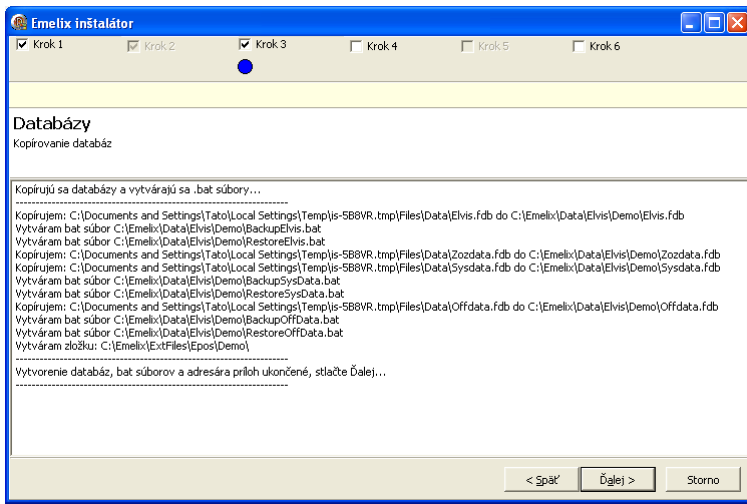 Emelix inštalátor
Krok 1 Krok 2 Krok 3 Krok 4 Krok 5 Krok 6
Databázy
Kopírovanie databáz
Kopírujú sa databázy a vytvárajú sa .bat súbory...
--------------------------------------------------------------------
Kopírujem: C:\Documents and Settings\Tato\Local Settings\Temp\is-5B8VR.tmp\Files\Data\Elvis.fdb do C:\Emelix\Data\Elvis\Demo\Elvis.fdb
Vytváram bat súbor C:\Emelix\Data\Elvis\Demo\BackupElvis.bat
Vytváram bat súbor C:\Emelix\Data\Elvis\Demo\RestoreElvis.bat
Kopírujem: C:\Documents and Settings\Tato\Local Settings\Temp\is-5B8VR.tmp\Files\Data\Zozdata.fdb do C:\Emelix\Data\Elvis\Demo\Zozdata.fdb
Kopírujem: C:\Documents and Settings\Tato\Local Settings\Temp\is-5B8VR.tmp\Files\Data\Sysdata.fdb do C:\Emelix\Data\Elvis\Demo\Sysdata.fdb
Vytváram bat súbor C:\Emelix\Data\Elvis\Demo\BackupSysData.bat
Vytváram bat súbor C:\Emelix\Data\Elvis\Demo\RestoreSysData.bat
Kopírujem: C:\Documents and Settings\Tato\Local Settings\Temp\is-5B8VR.tmp\Files\Data\Offdata.fdb do C:\Emelix\Data\Elvis\Demo\Offdata.fdb
Vytváram bat súbor C:\Emelix\Data\Elvis\Demo\BackupOffData.bat
Vytváram bat súbor C:\Emelix\Data\Elvis\Demo\RestoreOffData.bat
Vytváram zložku: C:\Emelix\ExtFiles\Epos\Demo\
--------------------------------------------------------------------
Vytvorenie databáz, bat súborov a adresára príloh ukončené, stlačte Ďalej...
--------------------------------------------------------------------
< Späť Ďalej > Storno